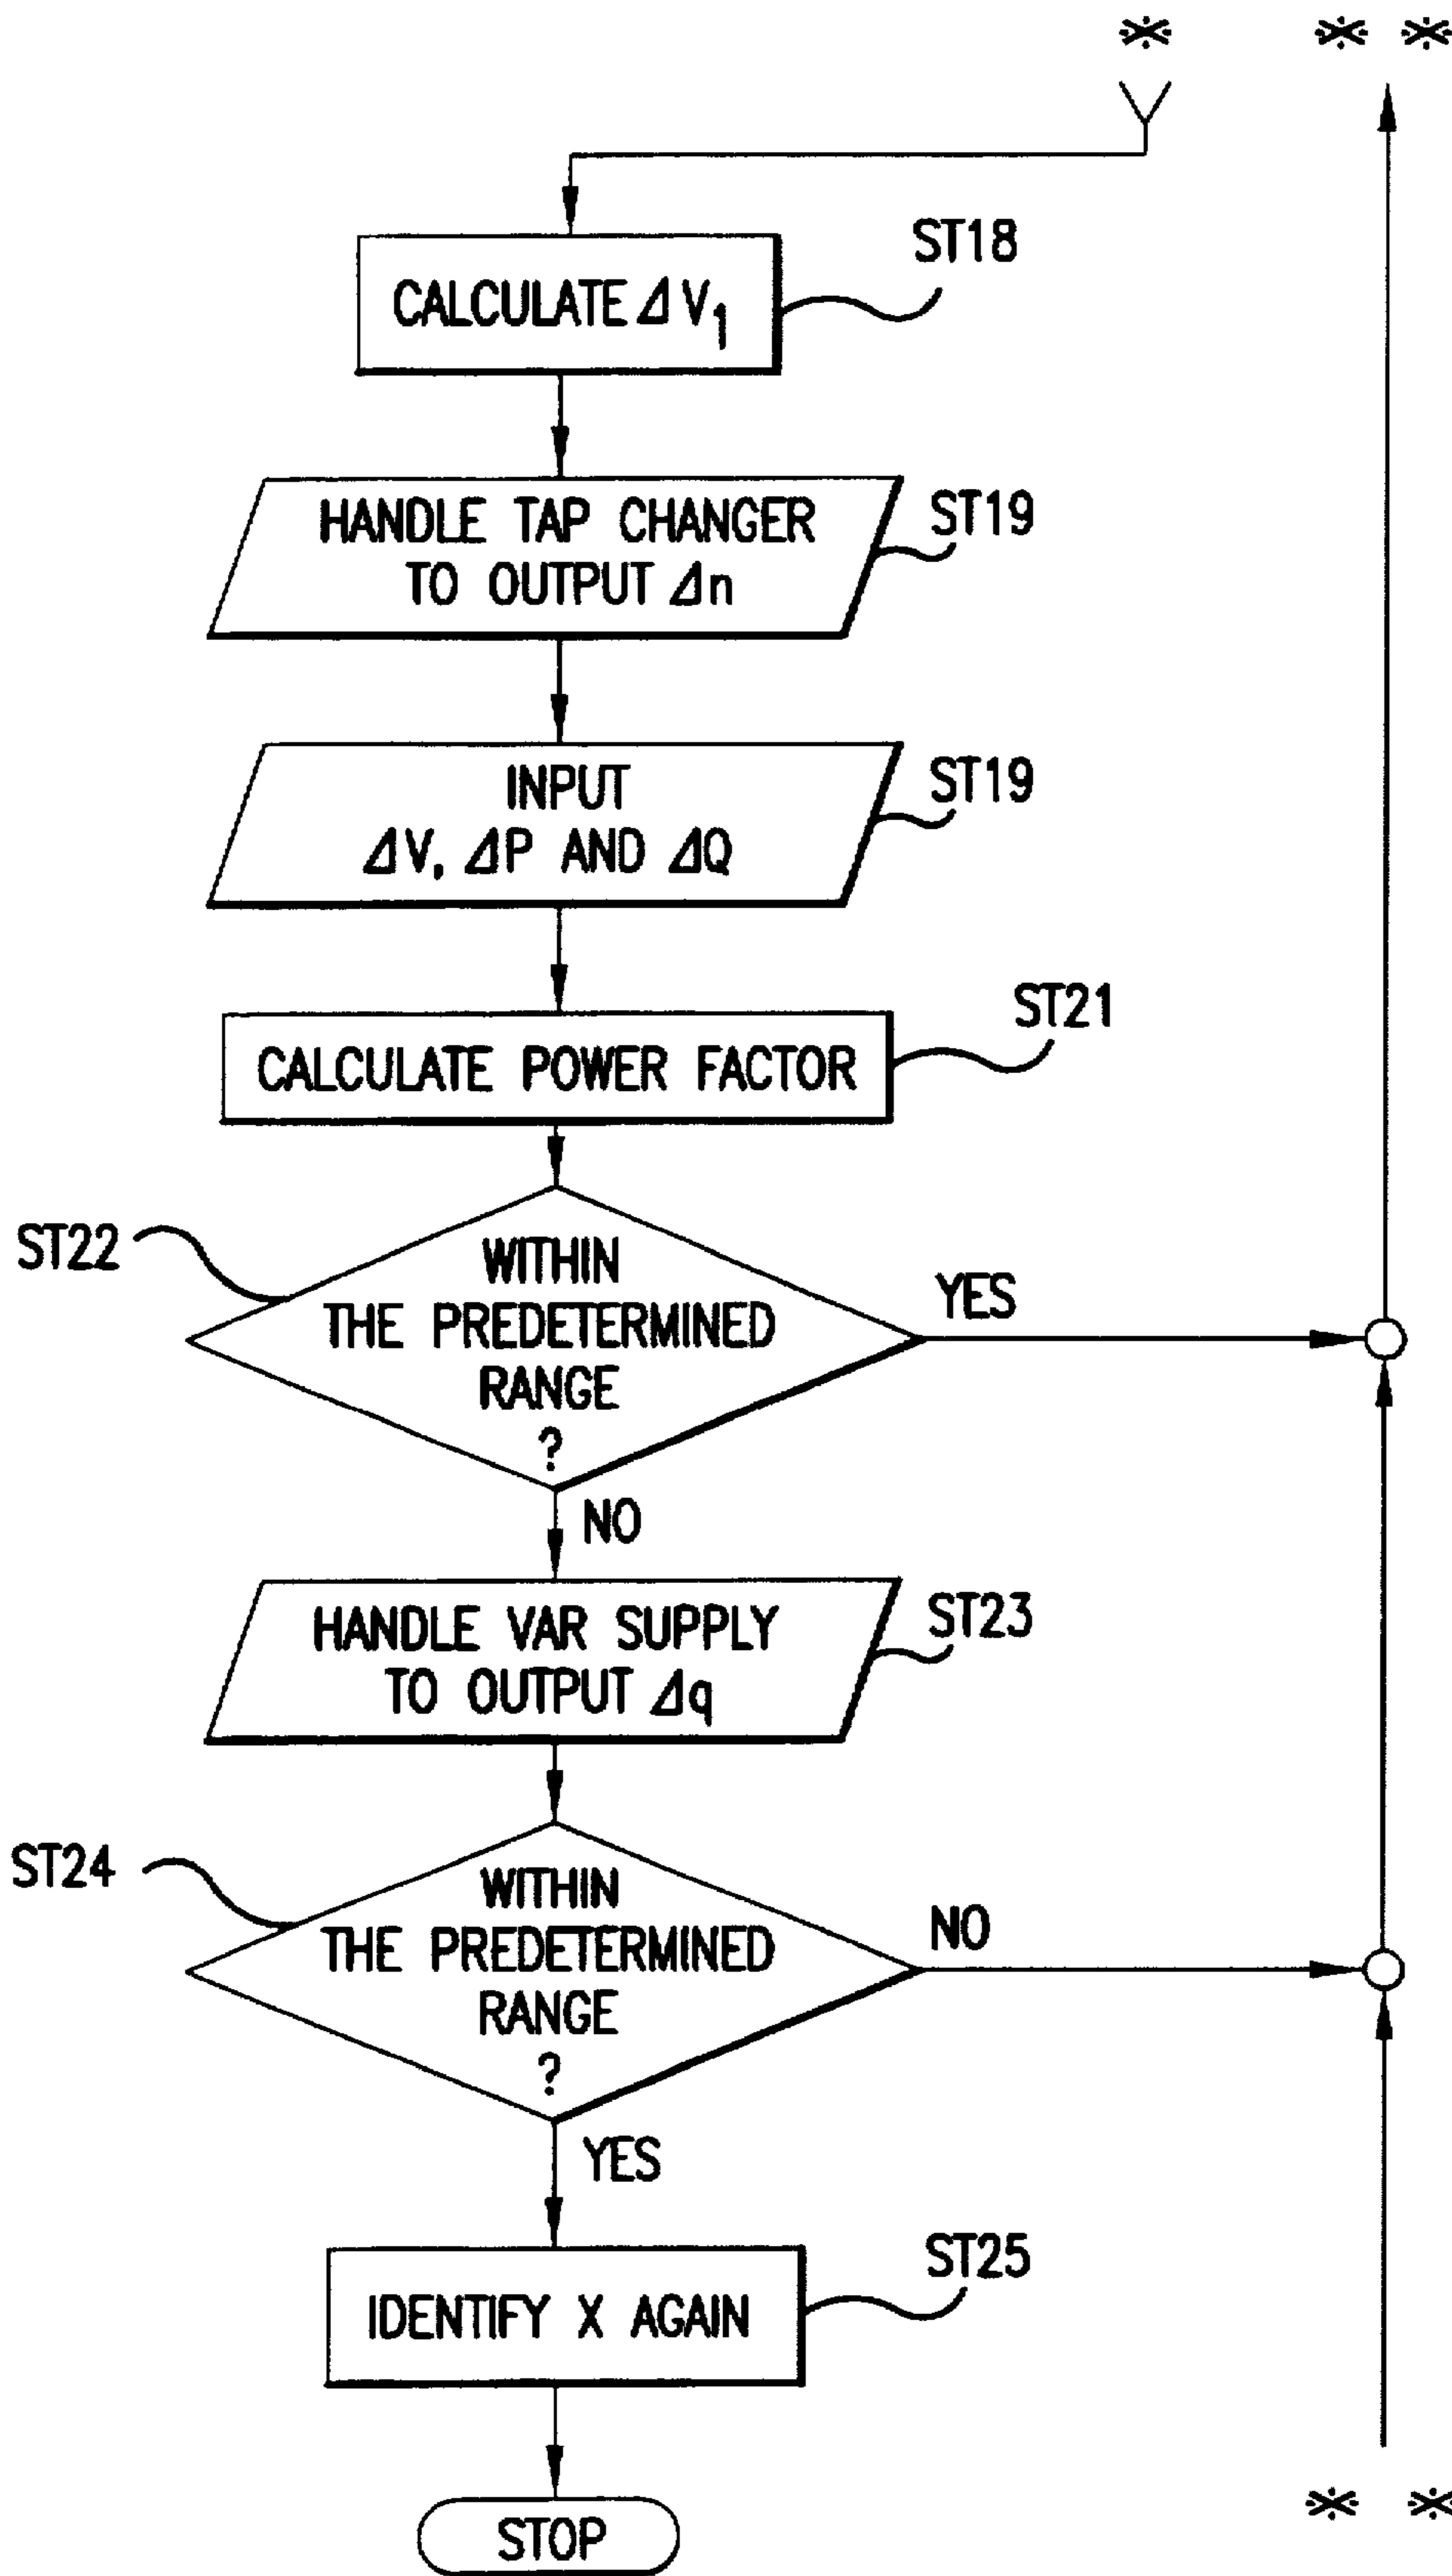 ※ ※ ※
ST18
CALCULATE ΔV₁
HANDLE TAP CHANGER
TO OUTPUT Δn
ST19
INPUT
ΔV, ΔP AND ΔQ
ST19
ST21
CALCULATE POWER FACTOR
ST22
WITHIN
THE PREDETERMINED
RANGE
?
YES
NO
HANDLE VAR SUPPLY
TO OUTPUT Δq
ST23
ST24
WITHIN
THE PREDETERMINED
RANGE
?
NO
YES
ST25
IDENTIFY X AGAIN
STOP
※ ※